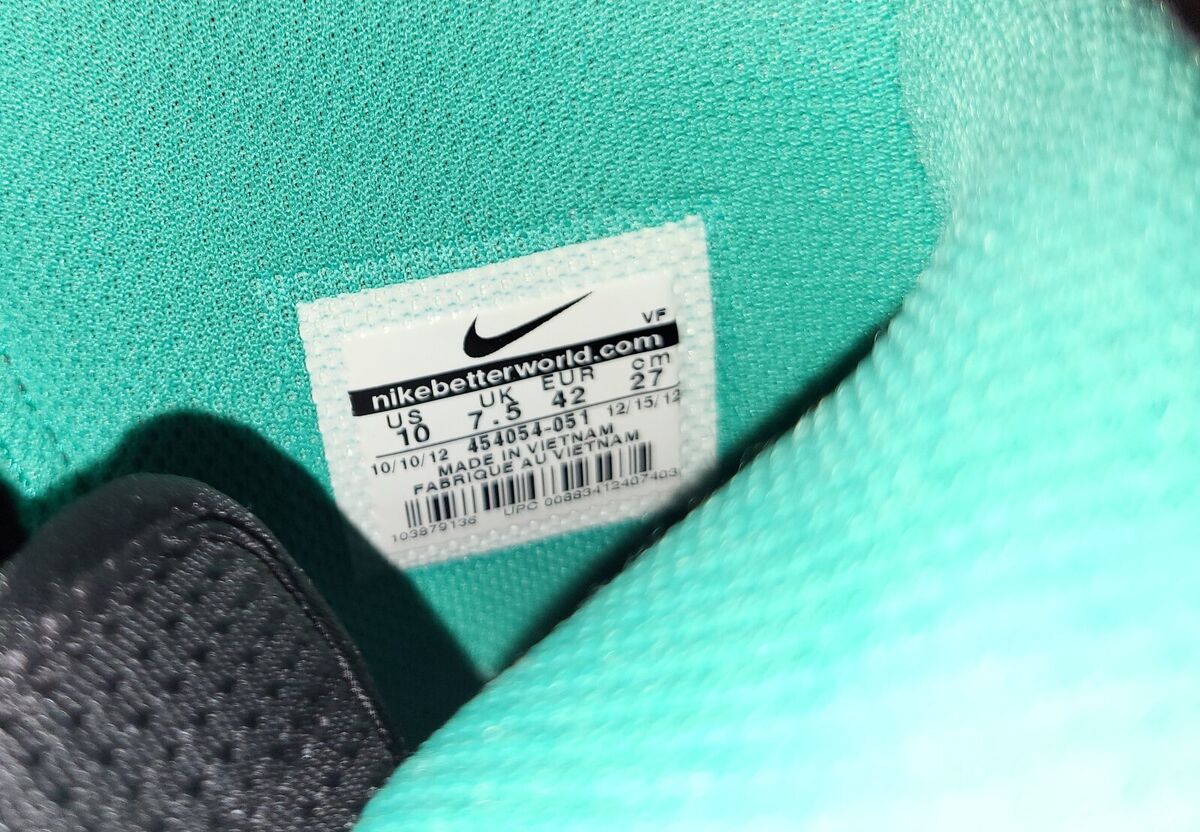 VF
nikebetterworld.com
US UK EUR cm
10 7.5 42 27
10/10/12 454054-051 12/15/12
MADE IN VIETNAM
FABRIQUE AU VIETNAM
103879136 UPC 00883412407403